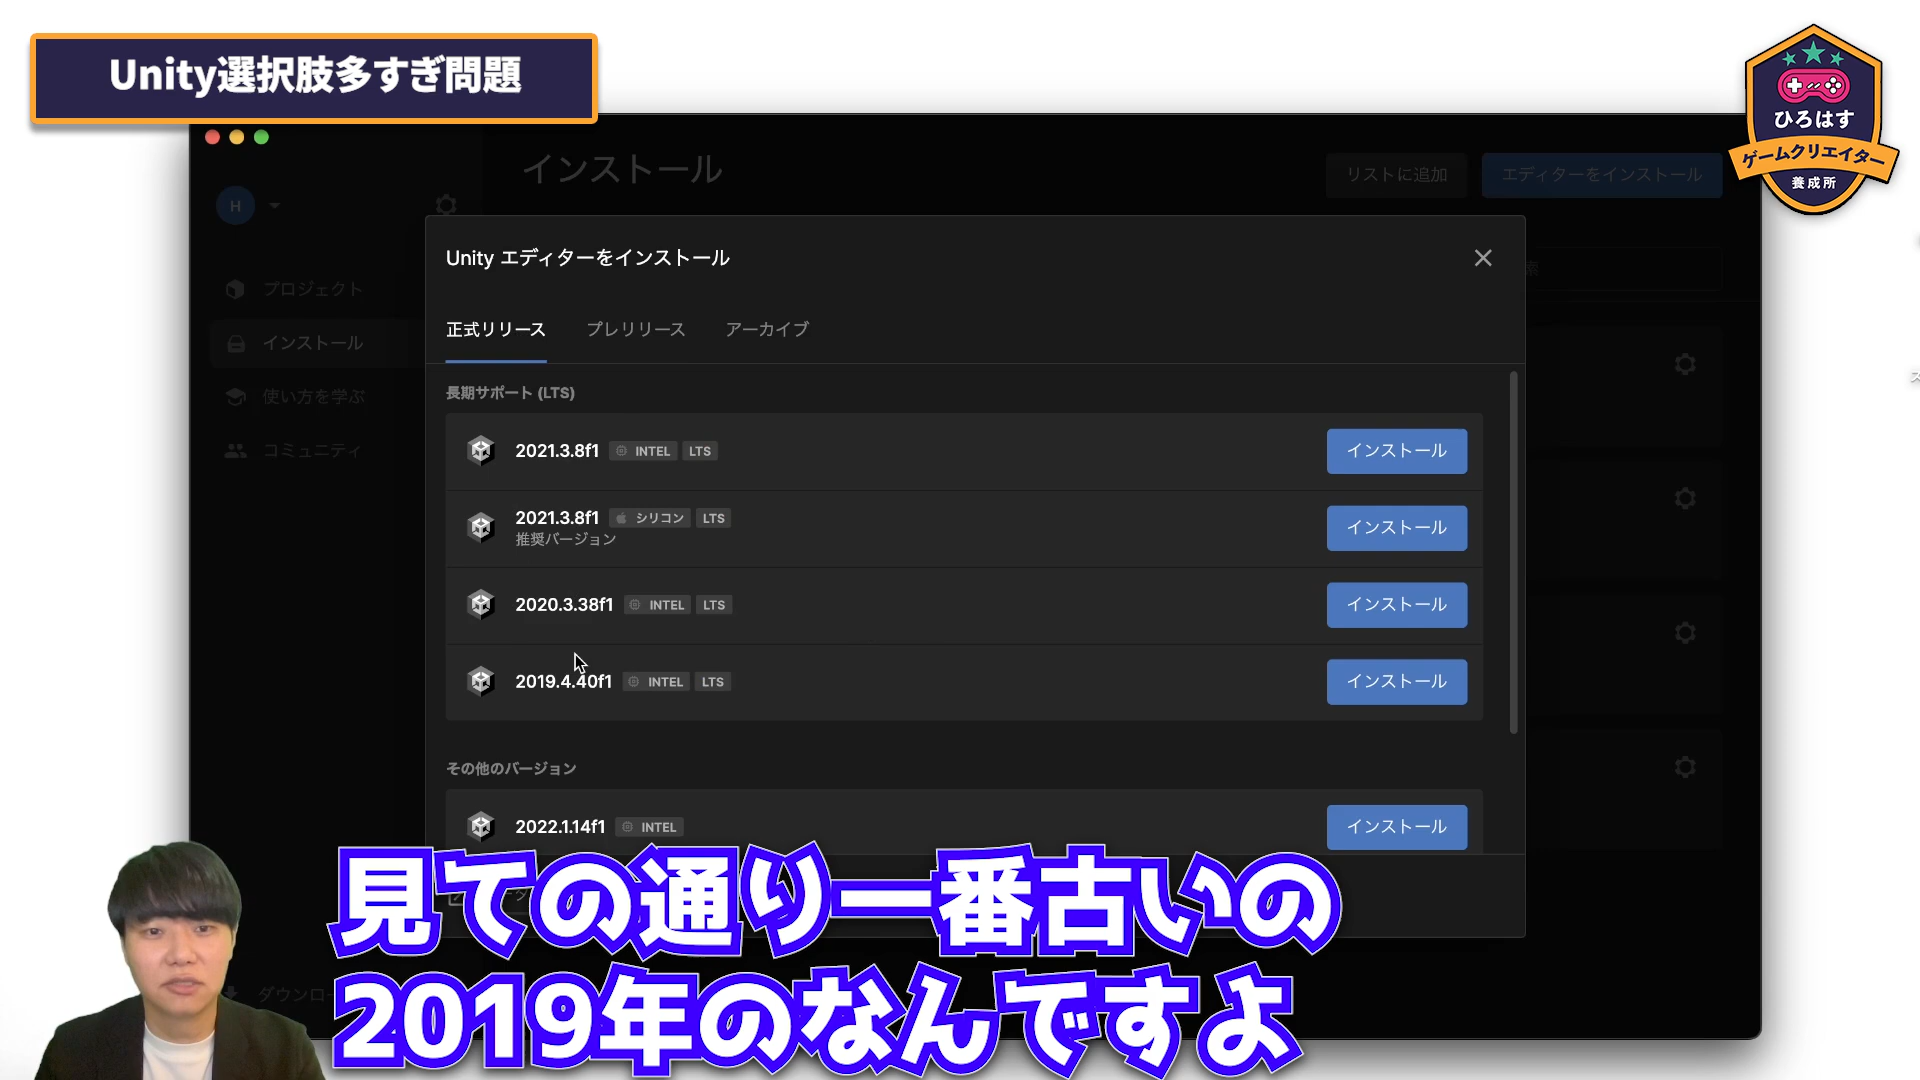 Unity選択肢多すぎ問題
ひろはす
ゲームクリエイター
養成所
インストール
リストに追加
エディターをインストール
H
プロジェクト
インストール
使い方を学ぶ
コミュニティ
Unity エディターをインストール
正式リリース
プレリリース
アーカイブ
長期サポート (LTS)
2021.3.8f1 INTEL LTS
インストール
2021.3.8f1 シリコン LTS
推奨バージョン
インストール
2020.3.38f1 INTEL LTS
インストール
2019.4.40f1 INTEL LTS
インストール
その他のバージョン
2022.1.14f1 INTEL
インストール
見ての通り一番古いの
2019年のなんですよ